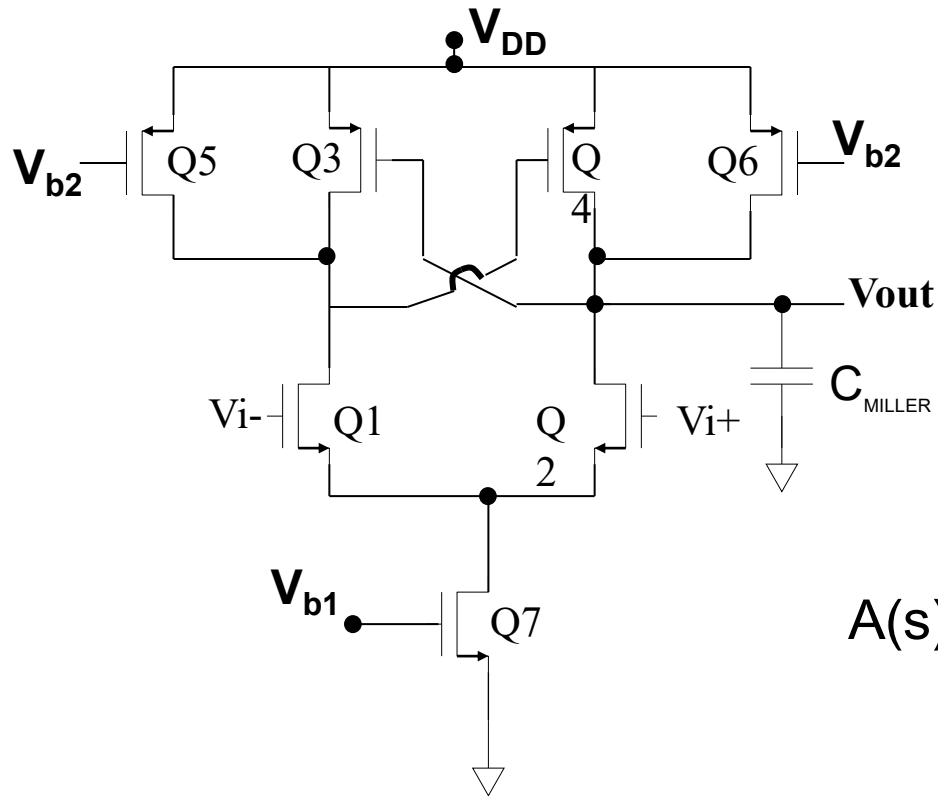 VDD
Vb2
Q5
Q3
Q
4
Q6
Vb2
Vout
CMILLER
Vi-
Q1
Q
2
Vi+
Vb1
Q7
A(s)